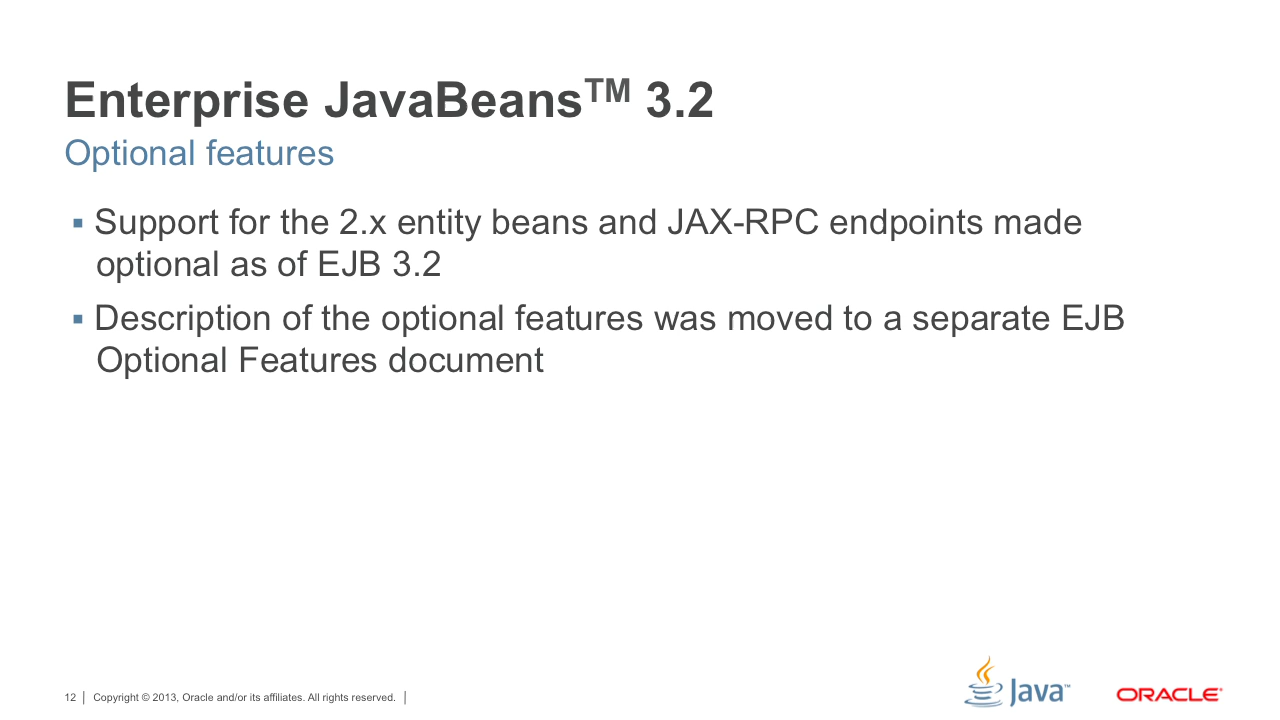 Enterprise JavaBeans™ 3.2
Optional features
▪ Support for the 2.x entity beans and JAX-RPC endpoints made
optional as of EJB 3.2
▪ Description of the optional features was moved to a separate EJB
Optional Features document
12 | Copyright © 2013, Oracle and/or its affiliates. All rights reserved. |
Java™
ORACLE®